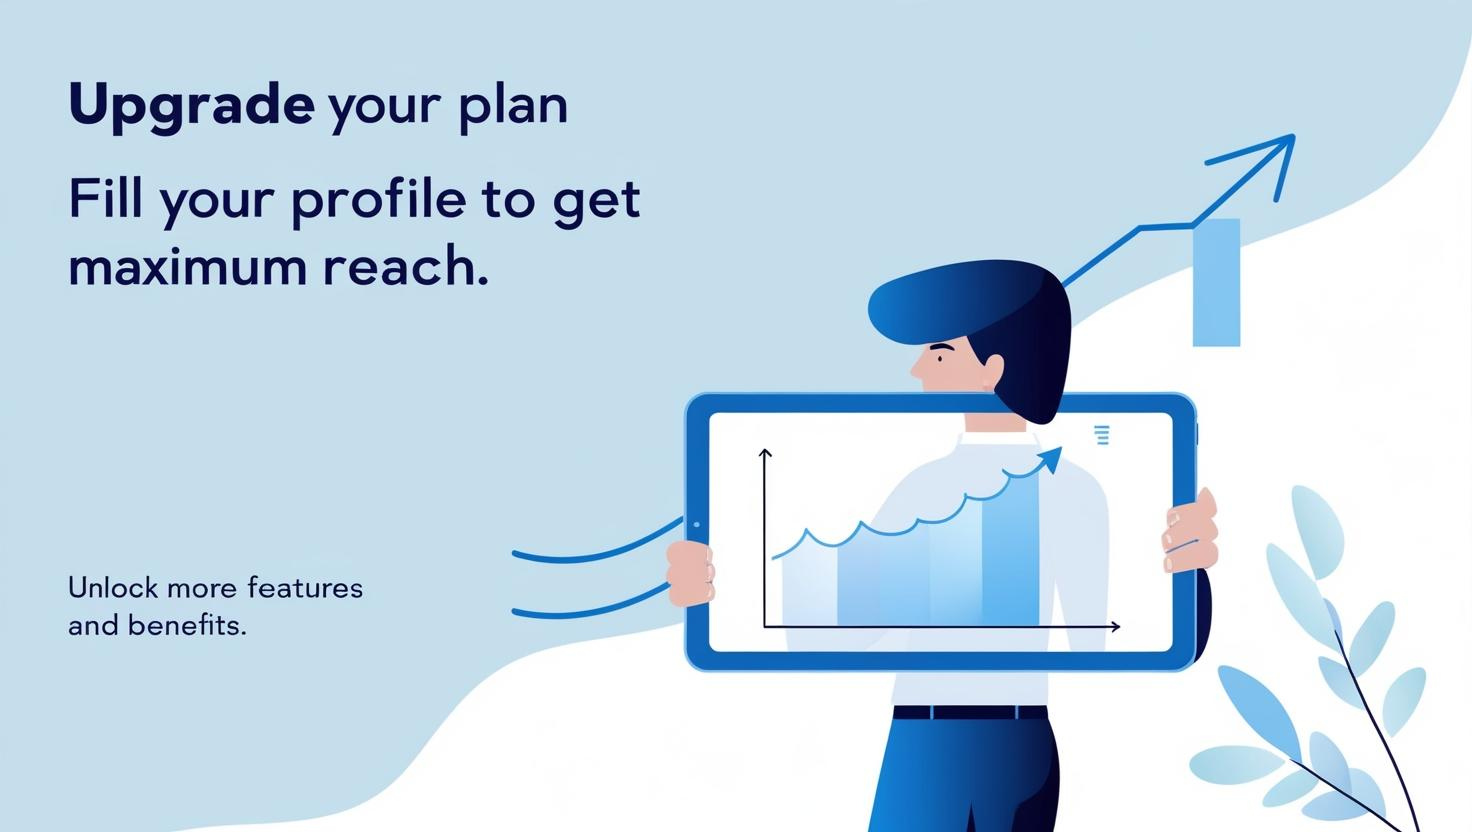 Upgrade your plan
Fill your profile to get
maximum reach.
Unlock more features
and benefits.